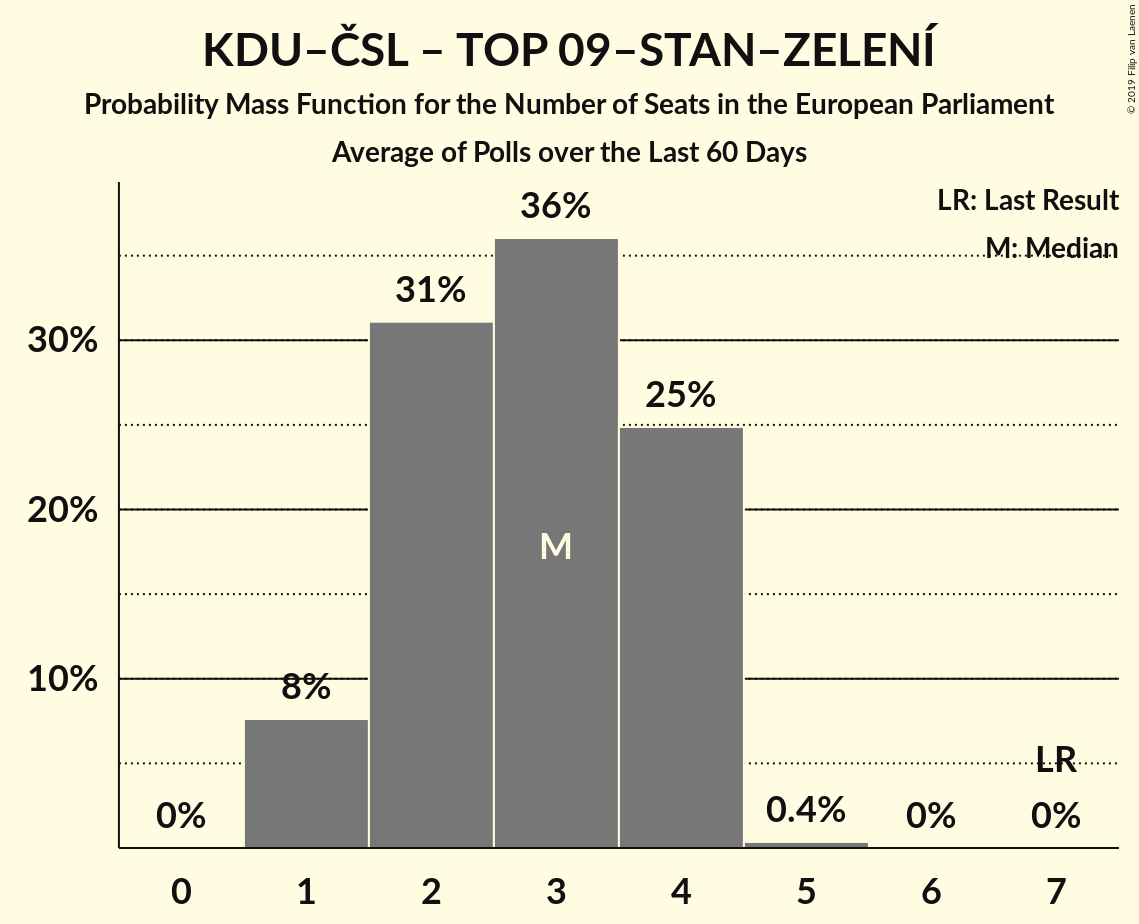 KDU–ČSL – TOP 09–STAN–ZELENÍ
Probability Mass Function for the Number of Seats in the European Parliament
Average of Polls over the Last 60 Days
© 2019 Filip van Laenen
LR: Last Result
M: Median
36%
31%
30%
25%
20%
M
10%
8%
LR
0%
0.4%
0%
0%
0 1 2 3 4 5 6 7